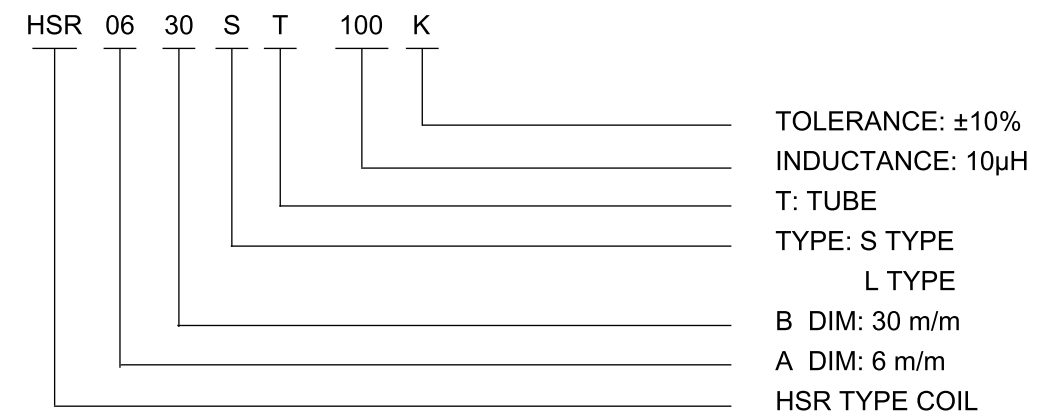 HSR 06 30 S T 100 K
TOLERANCE: ±10%
INDUCTANCE: 10µH
T: TUBE
TYPE: S TYPE
L TYPE
B DIM: 30 m/m
A DIM: 6 m/m
HSR TYPE COIL